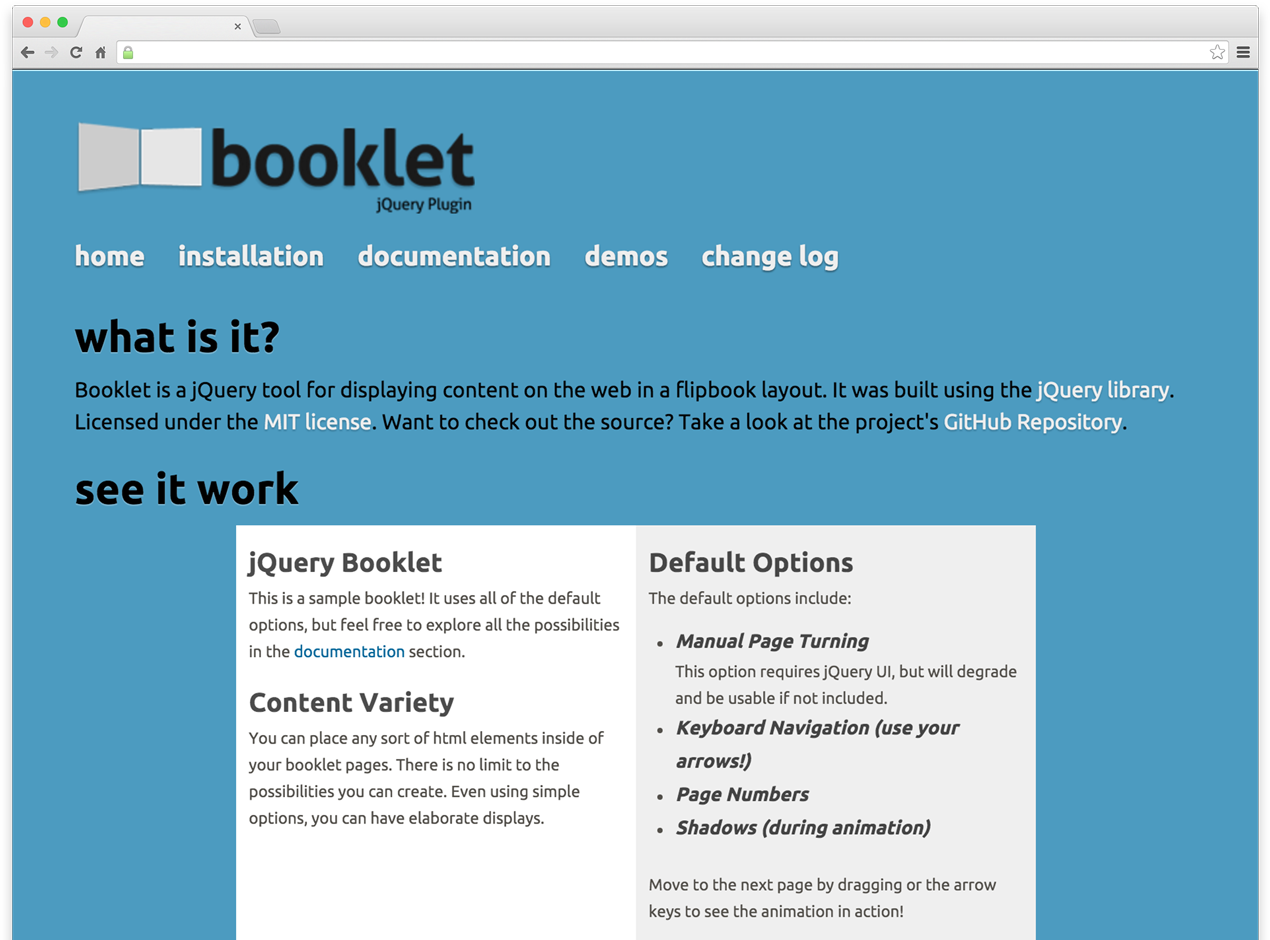 booklet
jQuery Plugin
home installation documentation demos change log
what is it?
Booklet is a jQuery tool for displaying content on the web in a flipbook layout. It was built using the jQuery library.
Licensed under the MIT license. Want to check out the source? Take a look at the project's GitHub Repository.
see it work
jQuery Booklet
This is a sample booklet! It uses all of the default
options, but feel free to explore all the possibilities
in the documentation section.
Content Variety
You can place any sort of html elements inside of
your booklet pages. There is no limit to the
possibilities you can create. Even using simple
options, you can have elaborate displays.
Default Options
The default options include:
• Manual Page Turning
This option requires jQuery UI, but will degrade
and be usable if not included.
• Keyboard Navigation (use your
arrows!)
• Page Numbers
• Shadows (during animation)
Move to the next page by dragging or the arrow
keys to see the animation in action!